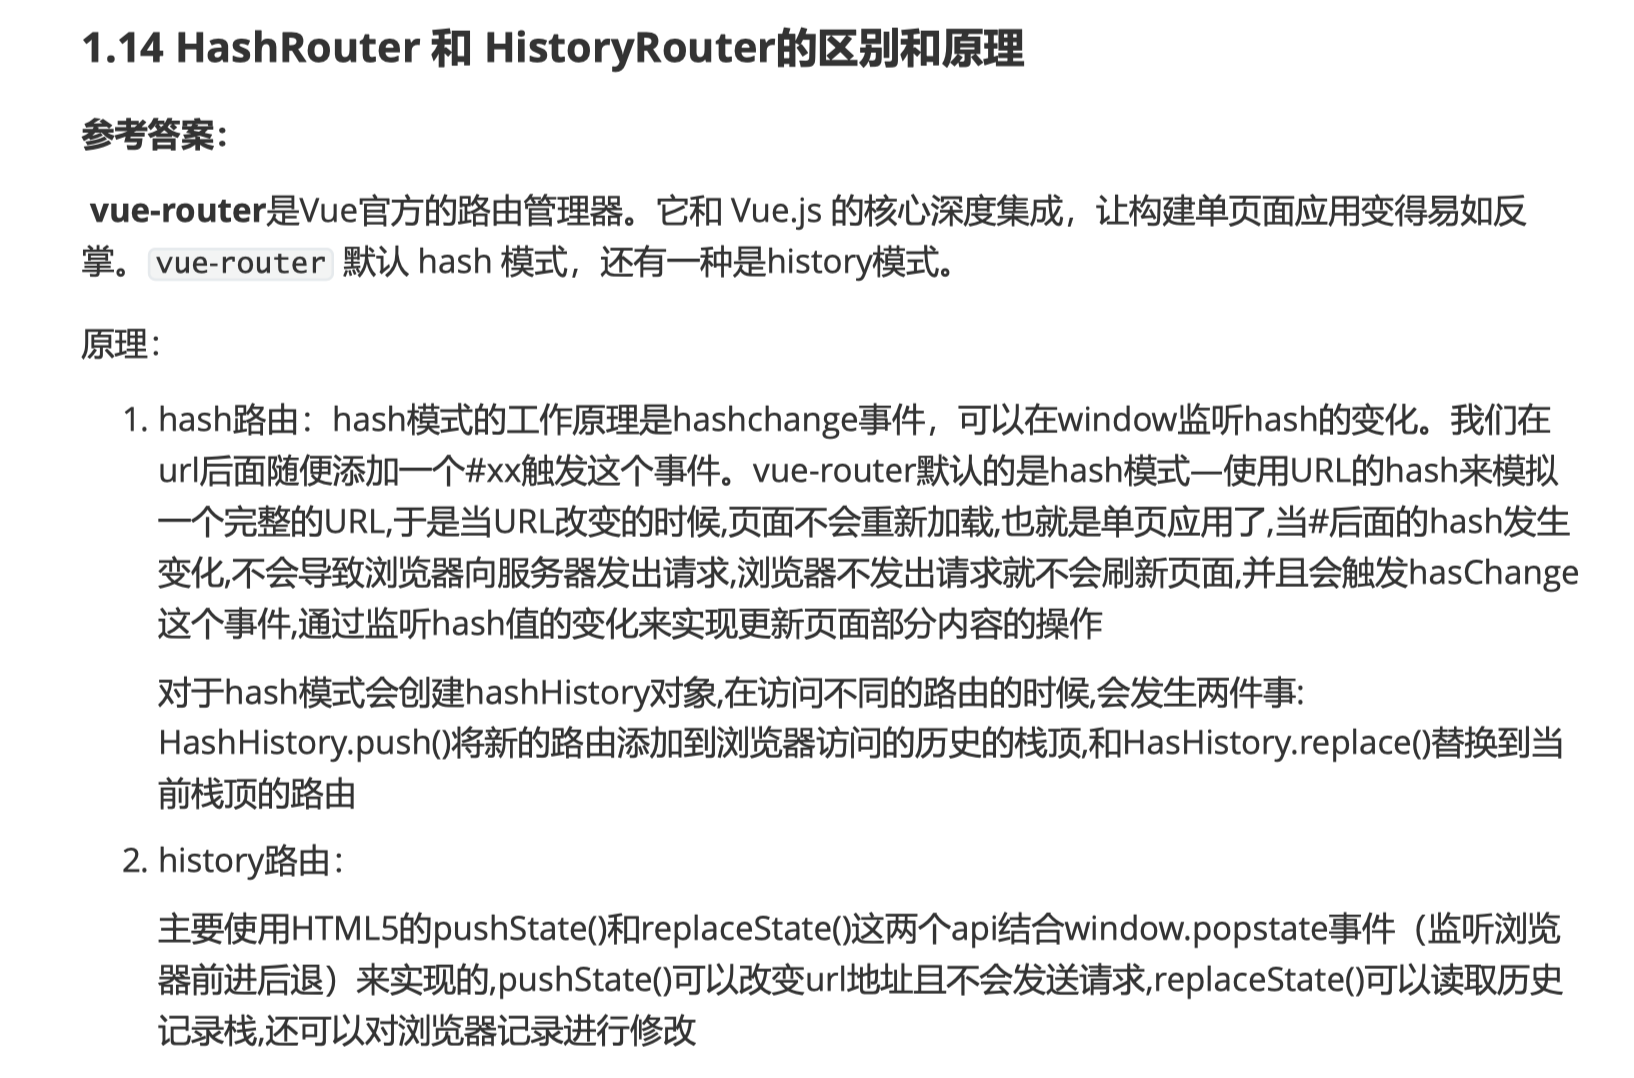 1.14 HashRouter 和 HistoryRouter的区别和原理
参考答案：
vue-router是Vue官方的路由管理器。它和 Vue.js 的核心深度集成，让构建单页面应用变得易如反
掌。 vue-router 默认 hash 模式，还有一种是history模式。
原理：
1. hash路由：hash模式的工作原理是hashchange事件，可以在window监听hash的变化。我们在
url后面随便添加一个#xx触发这个事件。vue-router默认的是hash模式—使用URL的hash来模拟
一个完整的URL,于是当URL改变的时候,页面不会重新加载,也就是单页应用了,当#后面的hash发生
变化,不会导致浏览器向服务器发出请求,浏览器不发出请求就不会刷新页面,并且会触发hasChange
这个事件,通过监听hash值的变化来实现更新页面部分内容的操作
对于hash模式会创建hashHistory对象,在访问不同的路由的时候,会发生两件事:
HashHistory.push()将新的路由添加到浏览器访问的历史的栈顶,和HasHistory.replace()替换到当
前栈顶的路由
2. history路由：
主要使用HTML5的pushState()和replaceState()这两个api结合window.popstate事件（监听浏览
器前进后退）来实现的,pushState()可以改变url地址且不会发送请求,replaceState()可以读取历史
记录栈,还可以对浏览器记录进行修改